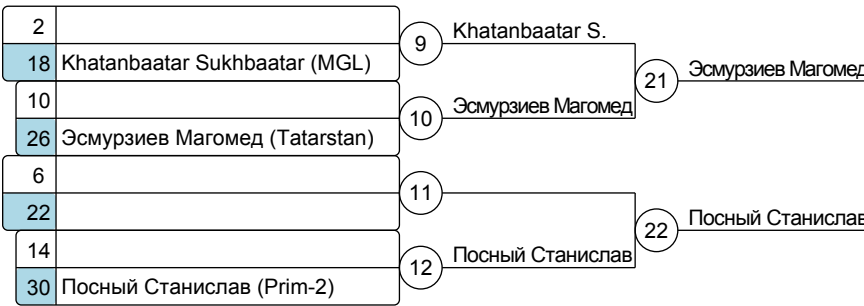 2
18 Khatanbaatar Sukhbaatar (MGL)
9 Khatanbaatar S.
10
26 Эсмурзиев Магомед (Tatarstan)
10 Эсмурзиев Магомед
21 Эсмурзиев Магомед
6
22
11
14
30 Посный Станислав (Prim-2)
12 Посный Станислав
22 Посный Станислав